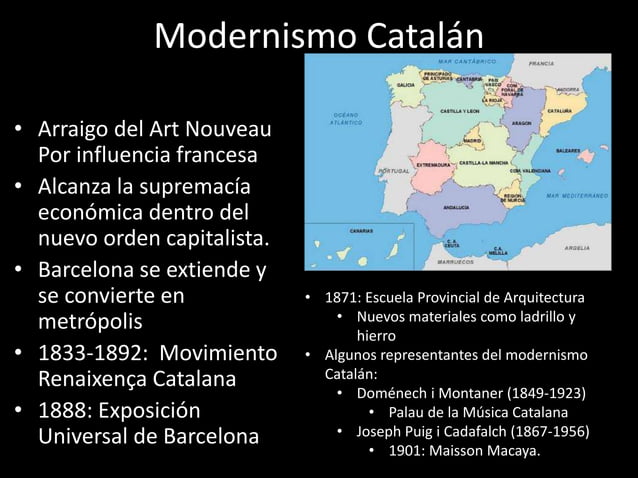 Modernismo Catalán
• Arraigo del Art Nouveau
Por influencia francesa
• Alcanza la supremacía
económica dentro del
nuevo orden capitalista.
• Barcelona se extiende y
se convierte en
metrópolis
• 1833-1892: Movimiento
Renaixença Catalana
• 1888: Exposición
Universal de Barcelona
MAR CANTÁBRICO
FRANCIA
GALICIA
PRINCIPADO
DE ASTURIAS
CANTABRIA
PAIS
VASCO
COM.
FORAL DE
NAVARRA
ANDORRA
LA RIOJA
CATALUÑA
OCÉANO
ATLÁNTICO
CASTILLA Y LEON
ARAGON
MADRID
PORTUGAL
BALEARES
EXTREMADURA
CASTILLA-LA MANCHA
COM. VALENCIANA
MAR MEDITERRÁNEO
REGION
DE MURCIA
ANDALUCIA
CANARIAS
C.A.
CEUTA
C.A.
MELILLA
MARRUECOS
ARGELIA
• 1871: Escuela Provincial de Arquitectura
• Nuevos materiales como ladrillo y
hierro
• Algunos representantes del modernismo
Catalán:
• Doménech i Montaner (1849-1923)
• Palau de la Música Catalana
• Joseph Puig i Cadafalch (1867-1956)
• 1901: Maisson Macaya.